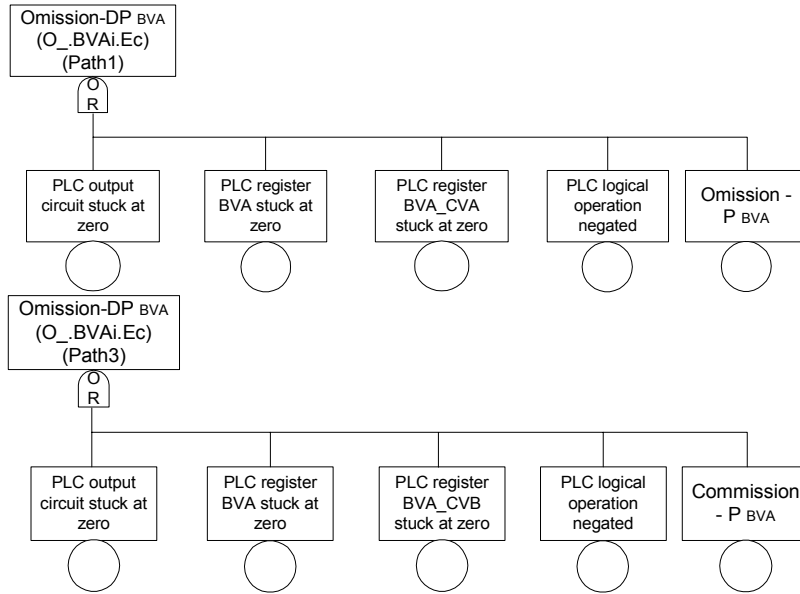 Omission-DP BVA
(O_.BVAi.Ec)
(Path1)
O
R
PLC output
circuit stuck at
zero
PLC register
BVA stuck at
zero
PLC register
BVA_CVA
stuck at zero
PLC logical
operation
negated
Omission -
P BVA
Omission-DP BVA
(O_.BVAi.Ec)
(Path3)
O
R
PLC output
circuit stuck at
zero
PLC register
BVA stuck at
zero
PLC register
BVA_CVB
stuck at zero
PLC logical
operation
negated
Commission
- P BVA